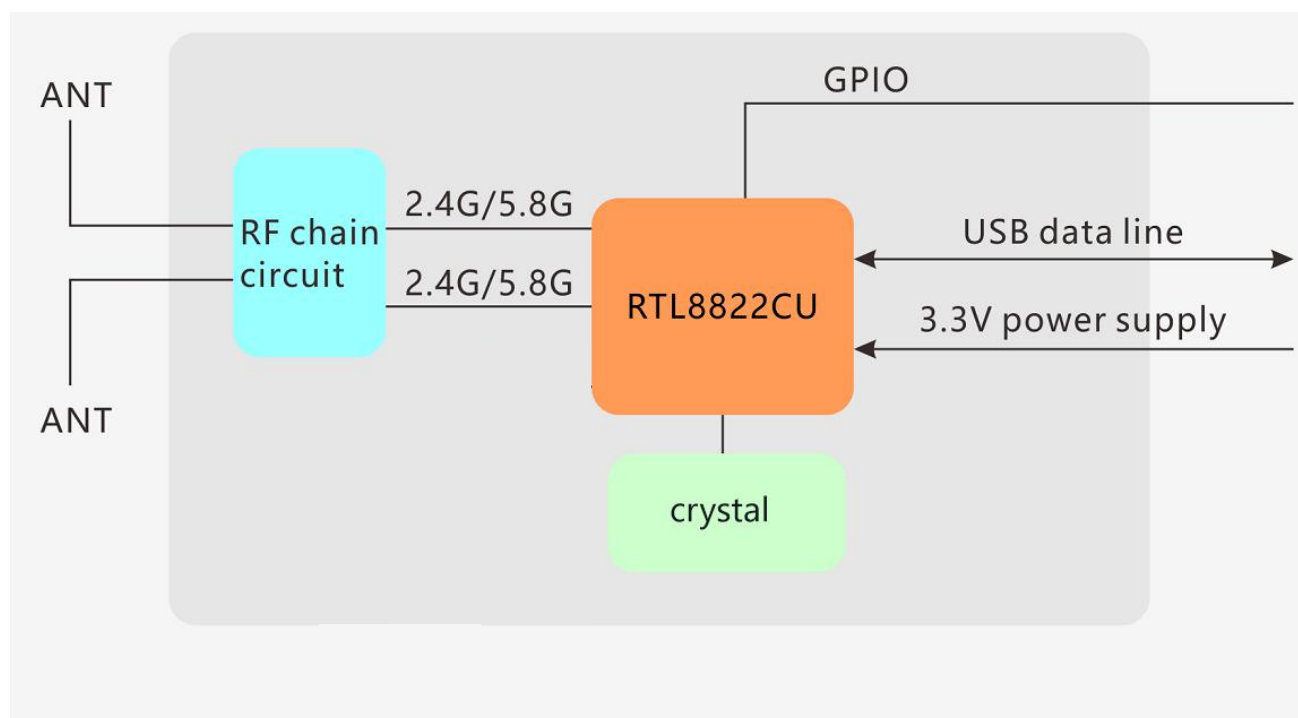 ANT
GPIO
2.4G/5.8G
RF chain
circuit
USB data line
2.4G/5.8G
RTL8822CU
3.3V power supply
ANT
crystal